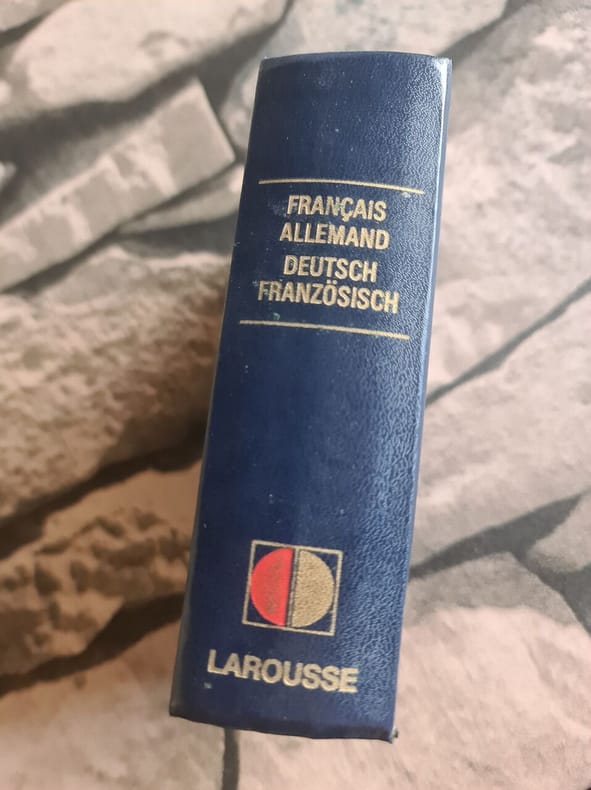 FRANÇAIS
ALLEMAND
DEUTSCH
FRANZÖSISCH
LAROUSSE